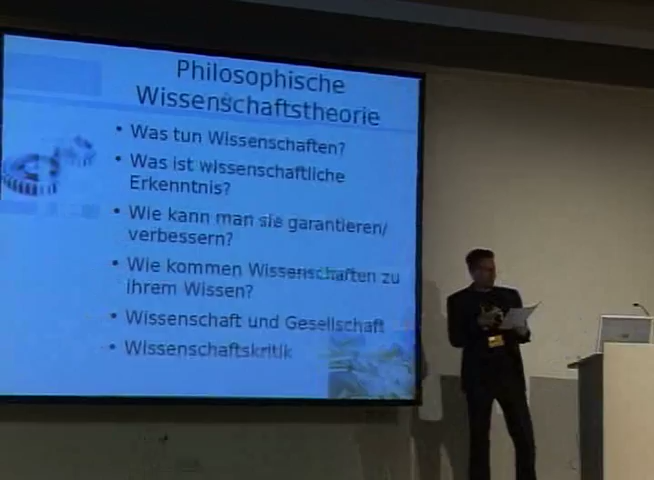 Philosophische
Wissenschaftstheorie
• Was tun Wissenschaften?
• Was ist wissenschaftliche
Erkenntnis?
• Wie kann man sie garantieren/
verbessern?
• Wie kommen Wissenschaften zu
ihrem Wissen?
• Wissenschaft und Gesellschaft
• Wissenschaftskritik